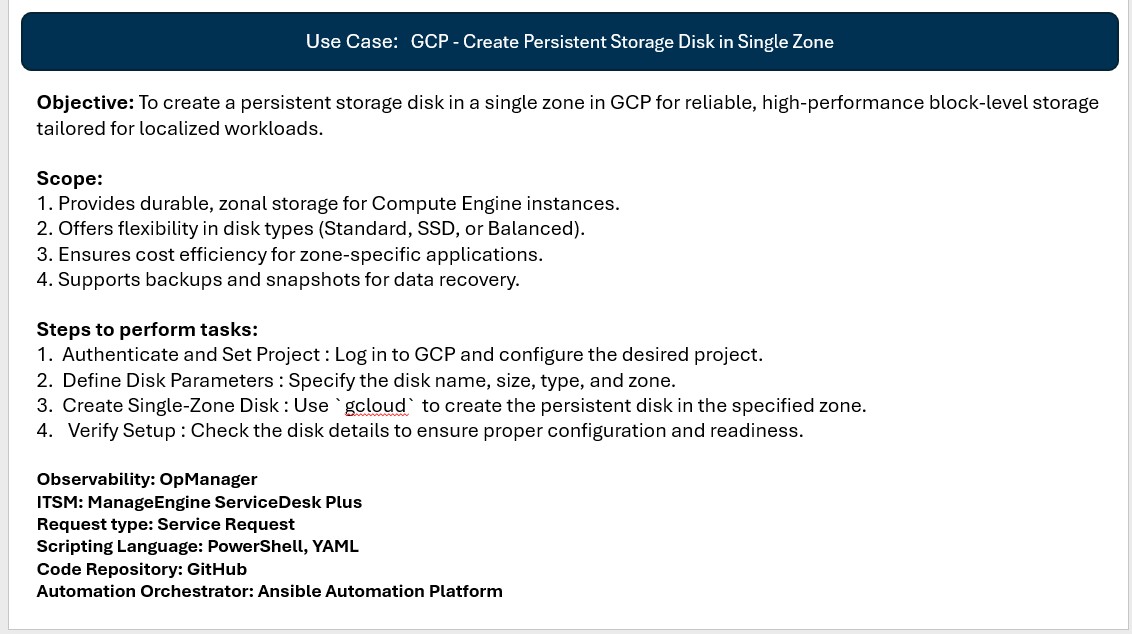 Use Case: GCP - Create Persistent Storage Disk in Single Zone
Objective: To create a persistent storage disk in a single zone in GCP for reliable, high-performance block-level storage
tailored for localized workloads.
Scope:
1. Provides durable, zonal storage for Compute Engine instances.
2. Offers flexibility in disk types (Standard, SSD, or Balanced).
3. Ensures cost efficiency for zone-specific applications.
4. Supports backups and snapshots for data recovery.
Steps to perform tasks:
1. Authenticate and Set Project : Log in to GCP and configure the desired project.
2. Define Disk Parameters : Specify the disk name, size, type, and zone.
3. Create Single-Zone Disk : Use `gcloud` to create the persistent disk in the specified zone.
4. Verify Setup : Check the disk details to ensure proper configuration and readiness.
Observability: OpManager
ITSM: ManageEngine ServiceDesk Plus
Request type: Service Request
Scripting Language: PowerShell, YAML
Code Repository: GitHub
Automation Orchestrator: Ansible Automation Platform